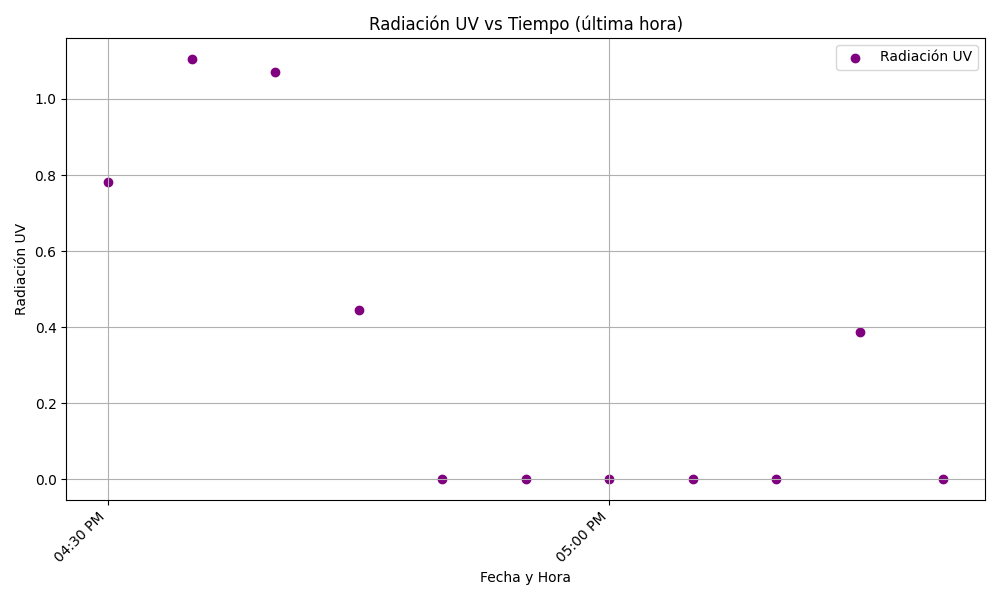 Radiación UV vs Tiempo (última hora)
Radiación UV
1.0
0.8
0.6
0.4
0.2
0.0
Radiación UV
04:30 PM
05:00 PM
Fecha y Hora